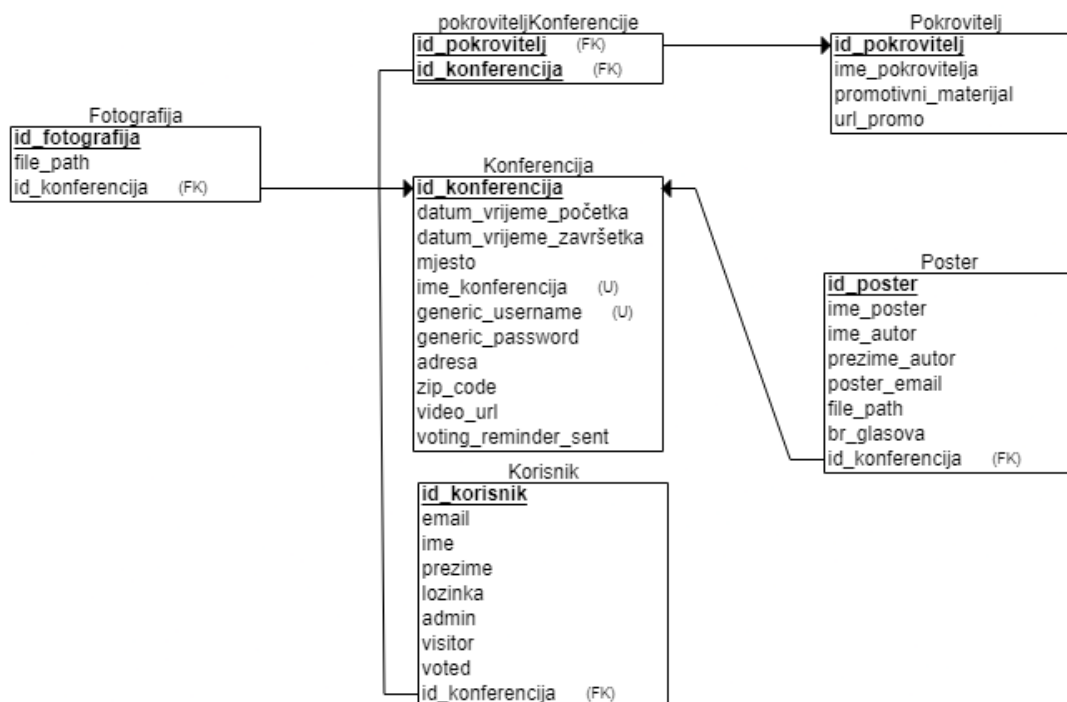 pokroviteljKonferencije
id_pokrovitelj (FK)
id_konferencija (FK)
Pokrovitelj
id_pokrovitelj
ime_pokrovitelja
promotivni_materijal
url_promo
Fotografija
id_fotografija
file_path
id_konferencija (FK)
Konferencija
id_konferencija
datum_vrijeme_početka
datum_vrijeme_završetka
mjesto
ime_konferencija (U)
generic_username (U)
generic_password
adresa
zip_code
video_url
voting_reminder_sent
Poster
id_poster
ime_poster
ime_autor
prezime_autor
poster_email
file_path
br_glasova
id_konferencija (FK)
Korisnik
id_korisnik
email
ime
prezime
lozinka
admin
visitor
voted
id_konferencija (FK)